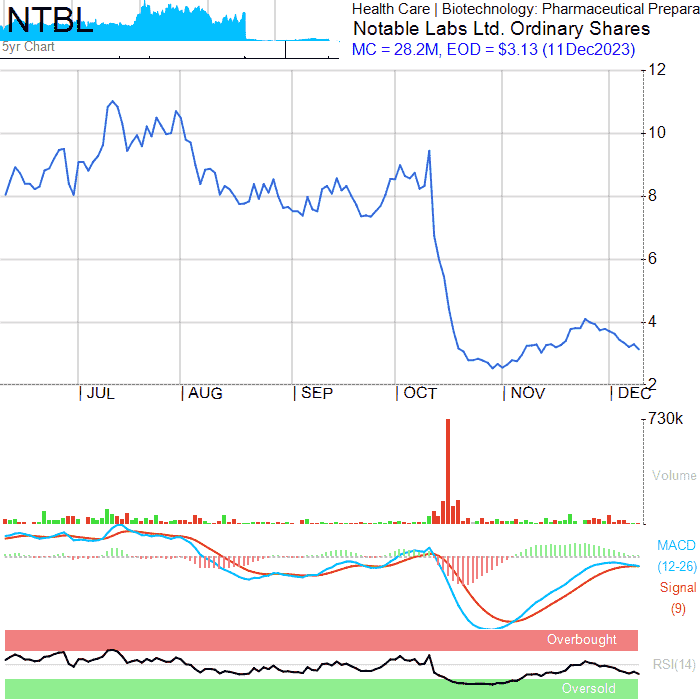 NTBL
5yr Chart
Health Care | Biotechnology: Pharmaceutical Prepara
Notable Labs Ltd. Ordinary Shares
MC = 28.2M, EOD = $3.13 (11Dec2023)
12
10
8
6
4
2
JUL AUG SEP OCT NOV DEC
730k
Volume
MACD
(12-26)
Signal
(9)
Overbought
RSI(14)
Oversold